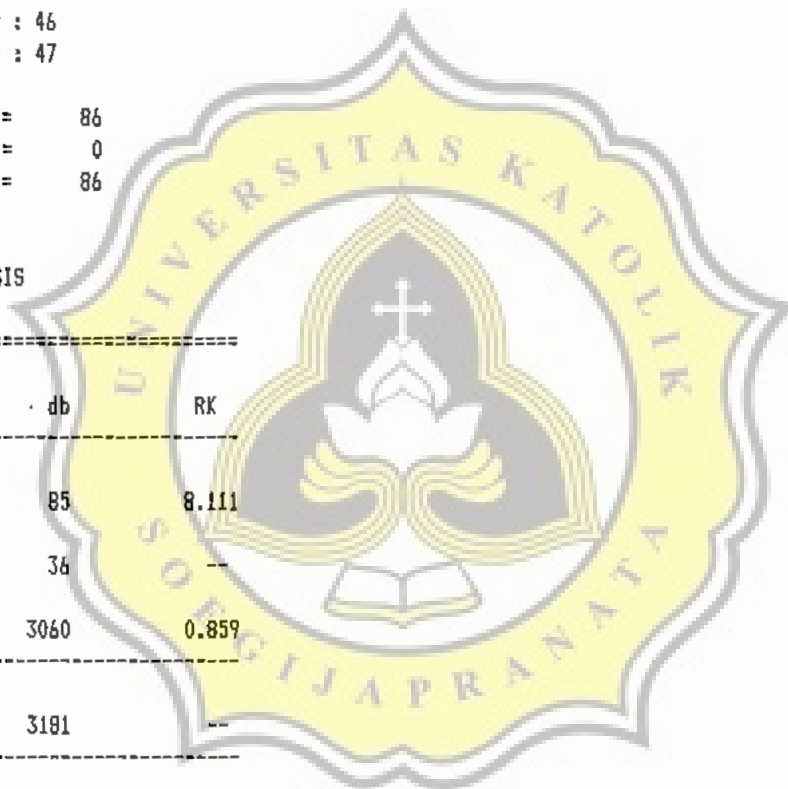 : 46
: 47
= 86
= 0
= 86
SIS
db RK
85 8.111
36 --
3060 0.859
3181 --
UNIVERSITAS KATOLIK
SOEGIJAPRANATA